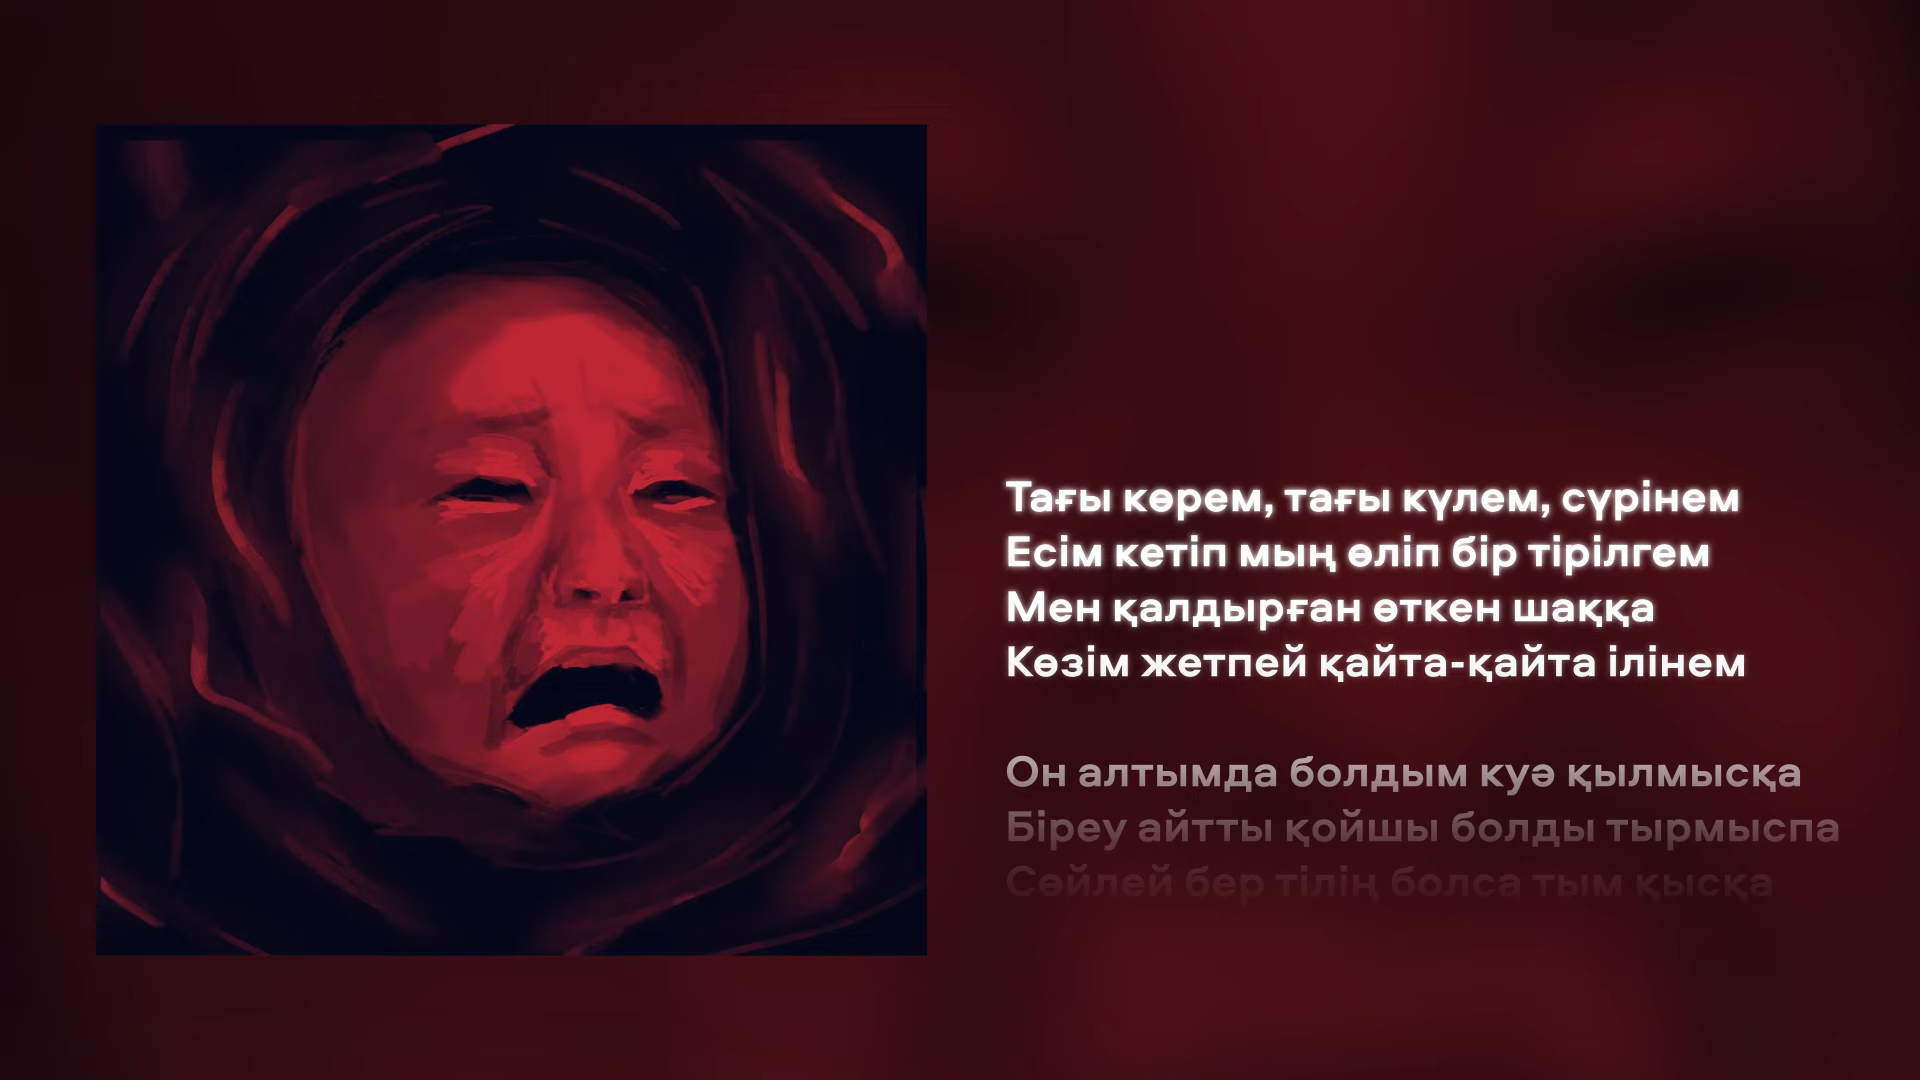 Тағы көрем, тағы күлем, сүрінем
Есім кетіп мың өліп бір тірілгем
Мен қалдырған өткен шаққа
Көзім жетпей қайта-қайта ілінем
Он алтымда болдым куә қылмысқа
Біреу айтты қойшы болды тырмыспа
Сөйлей бер тілің болса тым қысқа